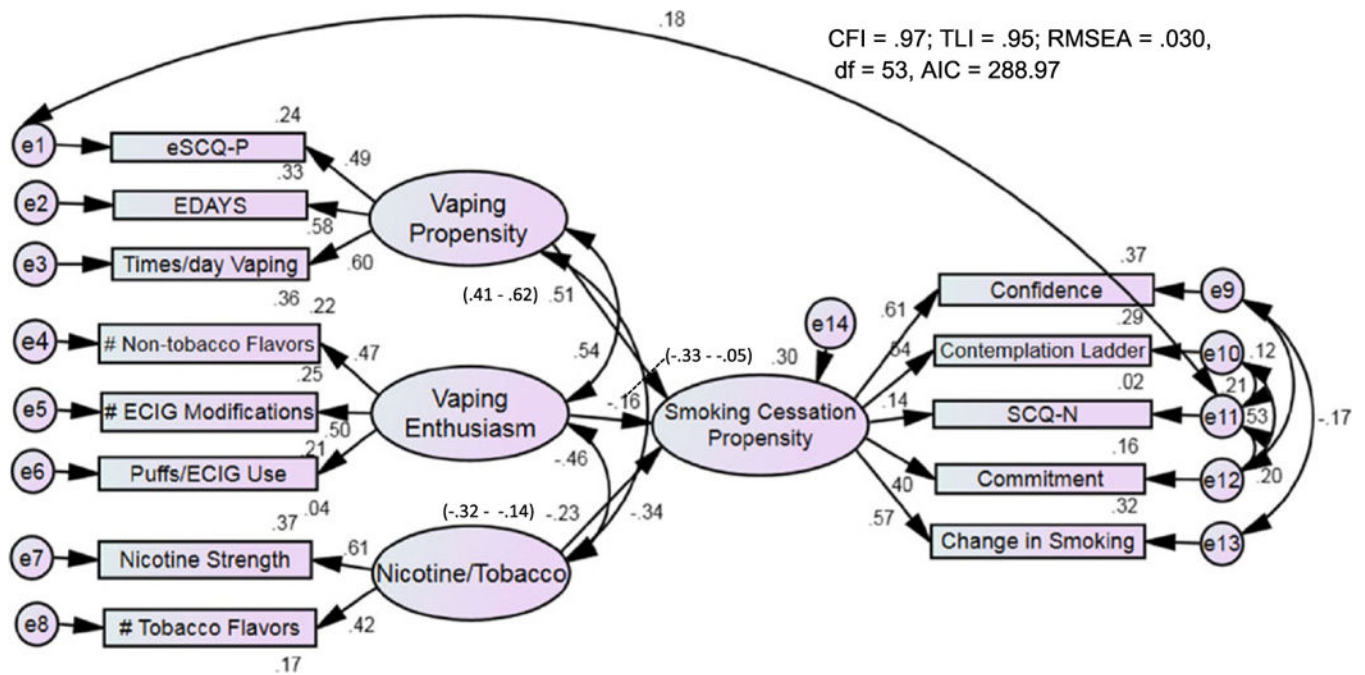 .18
CFI = .97; TLI = .95; RMSEA = .030,
df = 53, AIC = 288.97
.24
e1
eSCQ-P
.49
.33
e2
EDAYS
.58
Vaping
Propensity
e3
Times/day Vaping
.60
.36
.22
(.41 - .62)
.51
.37
Confidence
e9
.61
.29
e4
# Non-tobacco Flavors
.47
.54
(-.33 - -.05)
e14
.30
.54
Contemplation Ladder
e10
.12
.25
.02
.21
e5
# ECIG Modifications
.50
Vaping
Enthusiasm
-.16
Smoking Cessation
Propensity
.14
SCQ-N
e11
.53
-.17
.21
-.46
.16
e6
Puffs/ECIG Use
.40
Commitment
e12
.20
.04
(-.32 - -.14)
-.23
-.34
.32
.37
.57
Change in Smoking
e13
e7
Nicotine Strength
.61
Nicotine/Tobacco
e8
# Tobacco Flavors
.42
.17